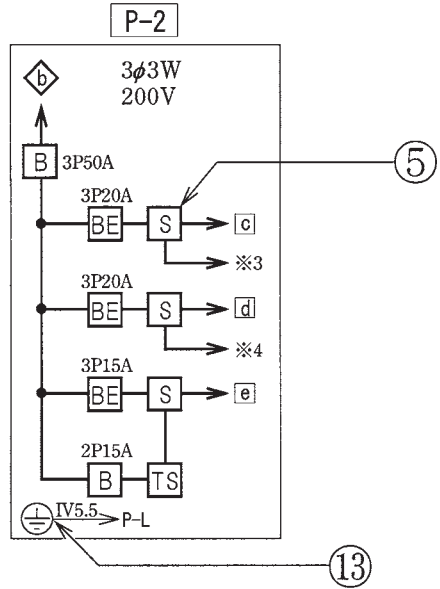 P-2
b
3φ3W
200V
B 3P50A
⑤
3P20A
BE S c
※3
3P20A
BE S d
※4
3P15A
BE S e
2P15A
B TS
IV5.5 P-L
⑬